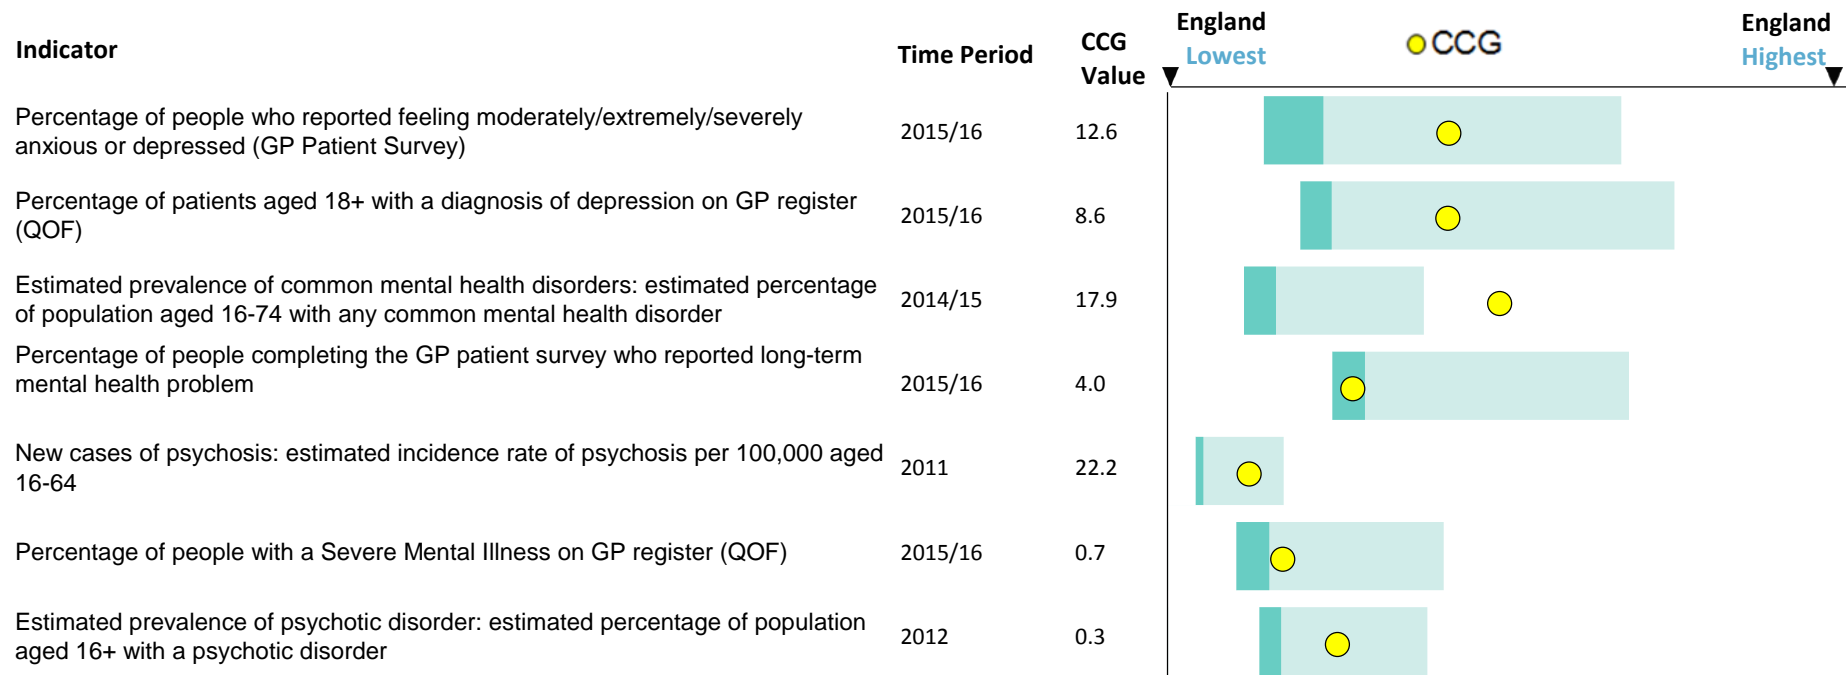 Indicator
Time Period
CCG
Value
England
Lowest
CCG
England
Highest
Percentage of people who reported feeling moderately/extremely/severely
anxious or depressed (GP Patient Survey)
2015/16
12.6
Percentage of patients aged 18+ with a diagnosis of depression on GP register
(QOF)
2015/16
8.6
Estimated prevalence of common mental health disorders: estimated percentage
of population aged 16-74 with any common mental health disorder
2014/15
17.9
Percentage of people completing the GP patient survey who reported long-term
mental health problem
2015/16
4.0
New cases of psychosis: estimated incidence rate of psychosis per 100,000 aged
16-64
2011
22.2
Percentage of people with a Severe Mental Illness on GP register (QOF)
2015/16
0.7
Estimated prevalence of psychotic disorder: estimated percentage of population
aged 16+ with a psychotic disorder
2012
0.3